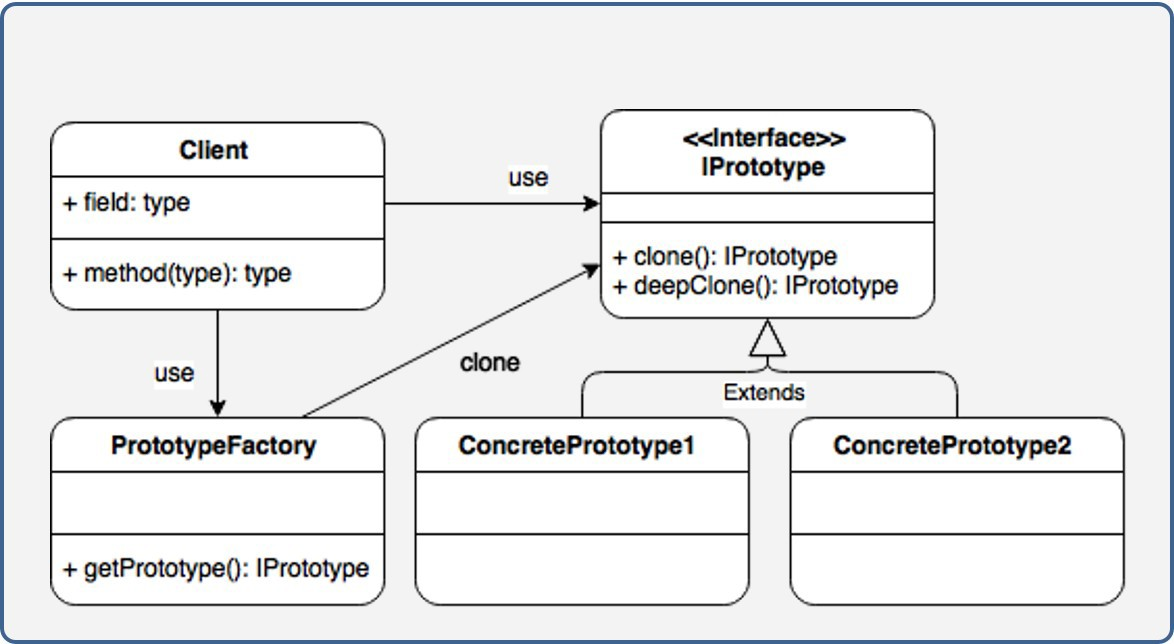 Client
+ field: type
+ method(type): type
use
<<Interface>>
IPrototype
+ clone(): IPrototype
+ deepClone(): IPrototype
use
clone
Extends
PrototypeFactory
+ getPrototype(): IPrototype
ConcretePrototype1
ConcretePrototype2